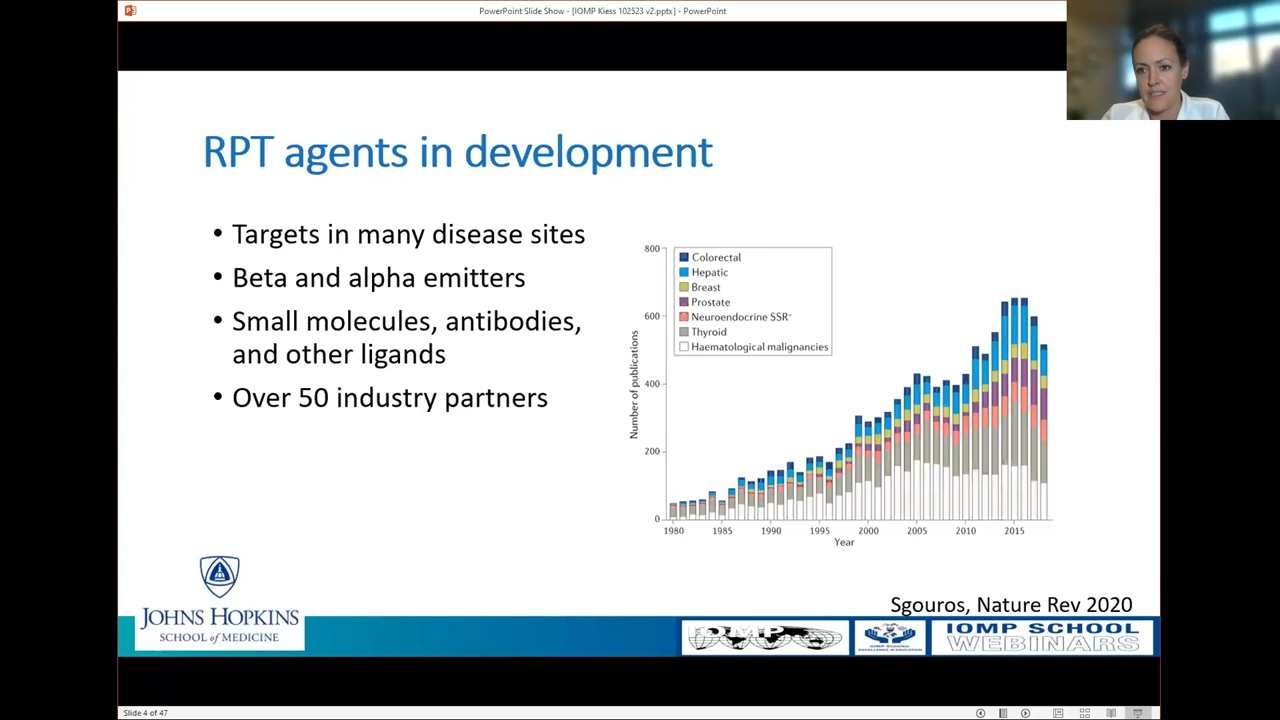 PowerPoint Slide Show - [IOMP Kiess 102523 v2.pptx] - PowerPoint
RPT agents in development
• Targets in many disease sites
• Beta and alpha emitters
• Small molecules, antibodies,
and other ligands
• Over 50 industry partners
800
600
400
200
0
Number of publications
Colorectal
Hepatic
Breast
Prostate
Neuroendocrine SSR+
Thyroid
Haematological malignancies
1980 1985 1990 1995 2000 2005 2010 2015
Year
Sgouros, Nature Rev 2020
JOHNS HOPKINS
SCHOOL of MEDICINE
IOMP
IOMP SCHOOL
WEBINARS
Slide 4 of 47